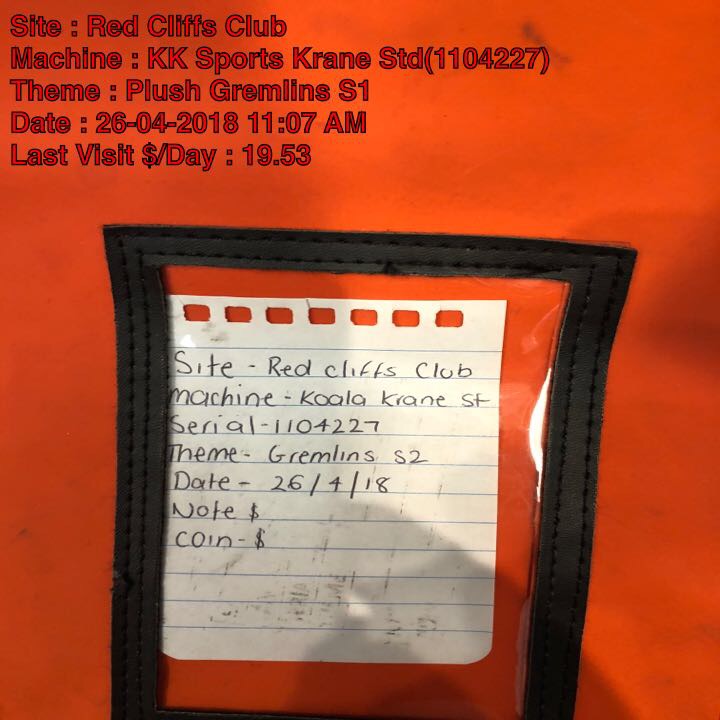 Site : Red Cliffs Club
Machine : KK Sports Krane Std(1104227)
Theme : Plush Gremlins S1
Date : 26-04-2018 11:07 AM
Last Visit $/Day : 19.53
Site - Red cliffs Club
machine - Koala Krane St
Serial - 1104227
Theme - Gremlins S2
Date - 26/4/18
Note $
coin - $